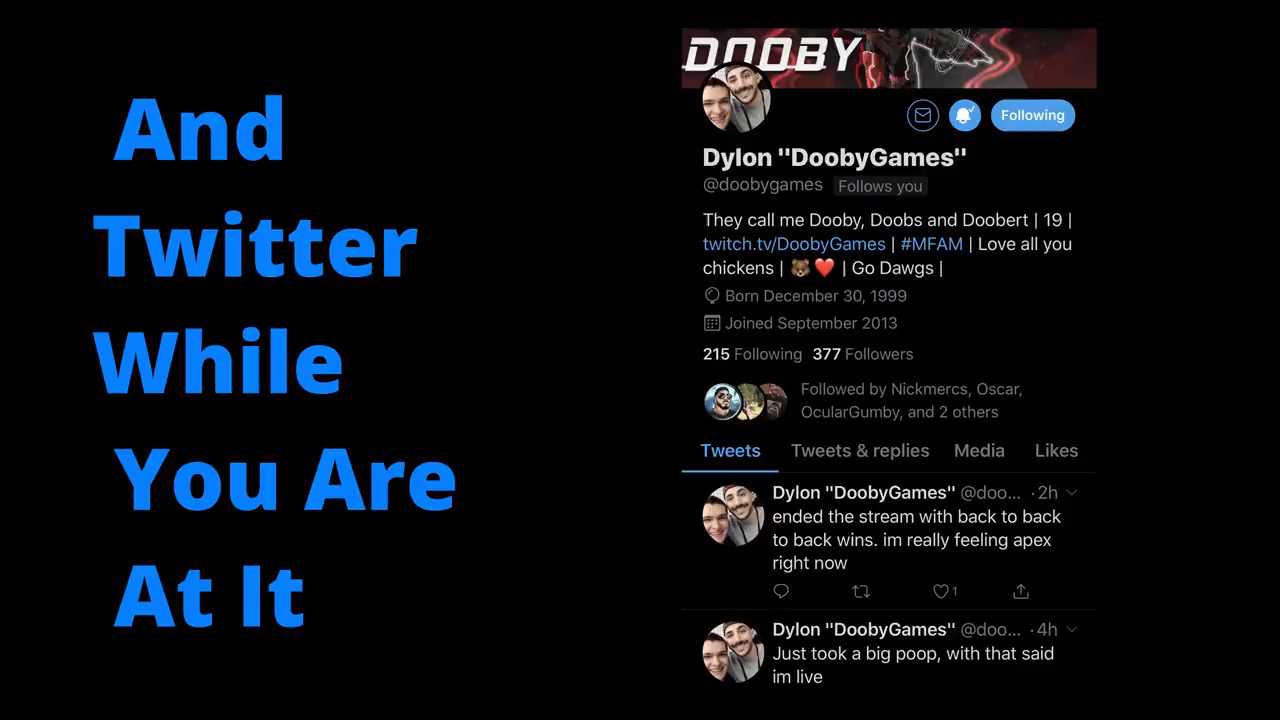 And
Twitter
While
You Are
At It
DOOBY
Following
Dylon "DoobyGames"
@doobygames Follows you
They call me Dooby, Doobs and Doobert | 19 |
twitch.tv/DoobyGames | #MFAM | Love all you
chickens | 🐻❤️ | Go Dawgs |
Born December 30, 1999
Joined September 2013
215 Following 377 Followers
Followed by Nickmercs, Oscar,
OcularGumby, and 2 others
Tweets Tweets & replies Media Likes
Dylon "DoobyGames" @doo... · 2h
ended the stream with back to back
to back wins. im really feeling apex
right now
1
Dylon "DoobyGames" @doo... · 4h
Just took a big poop, with that said
im live